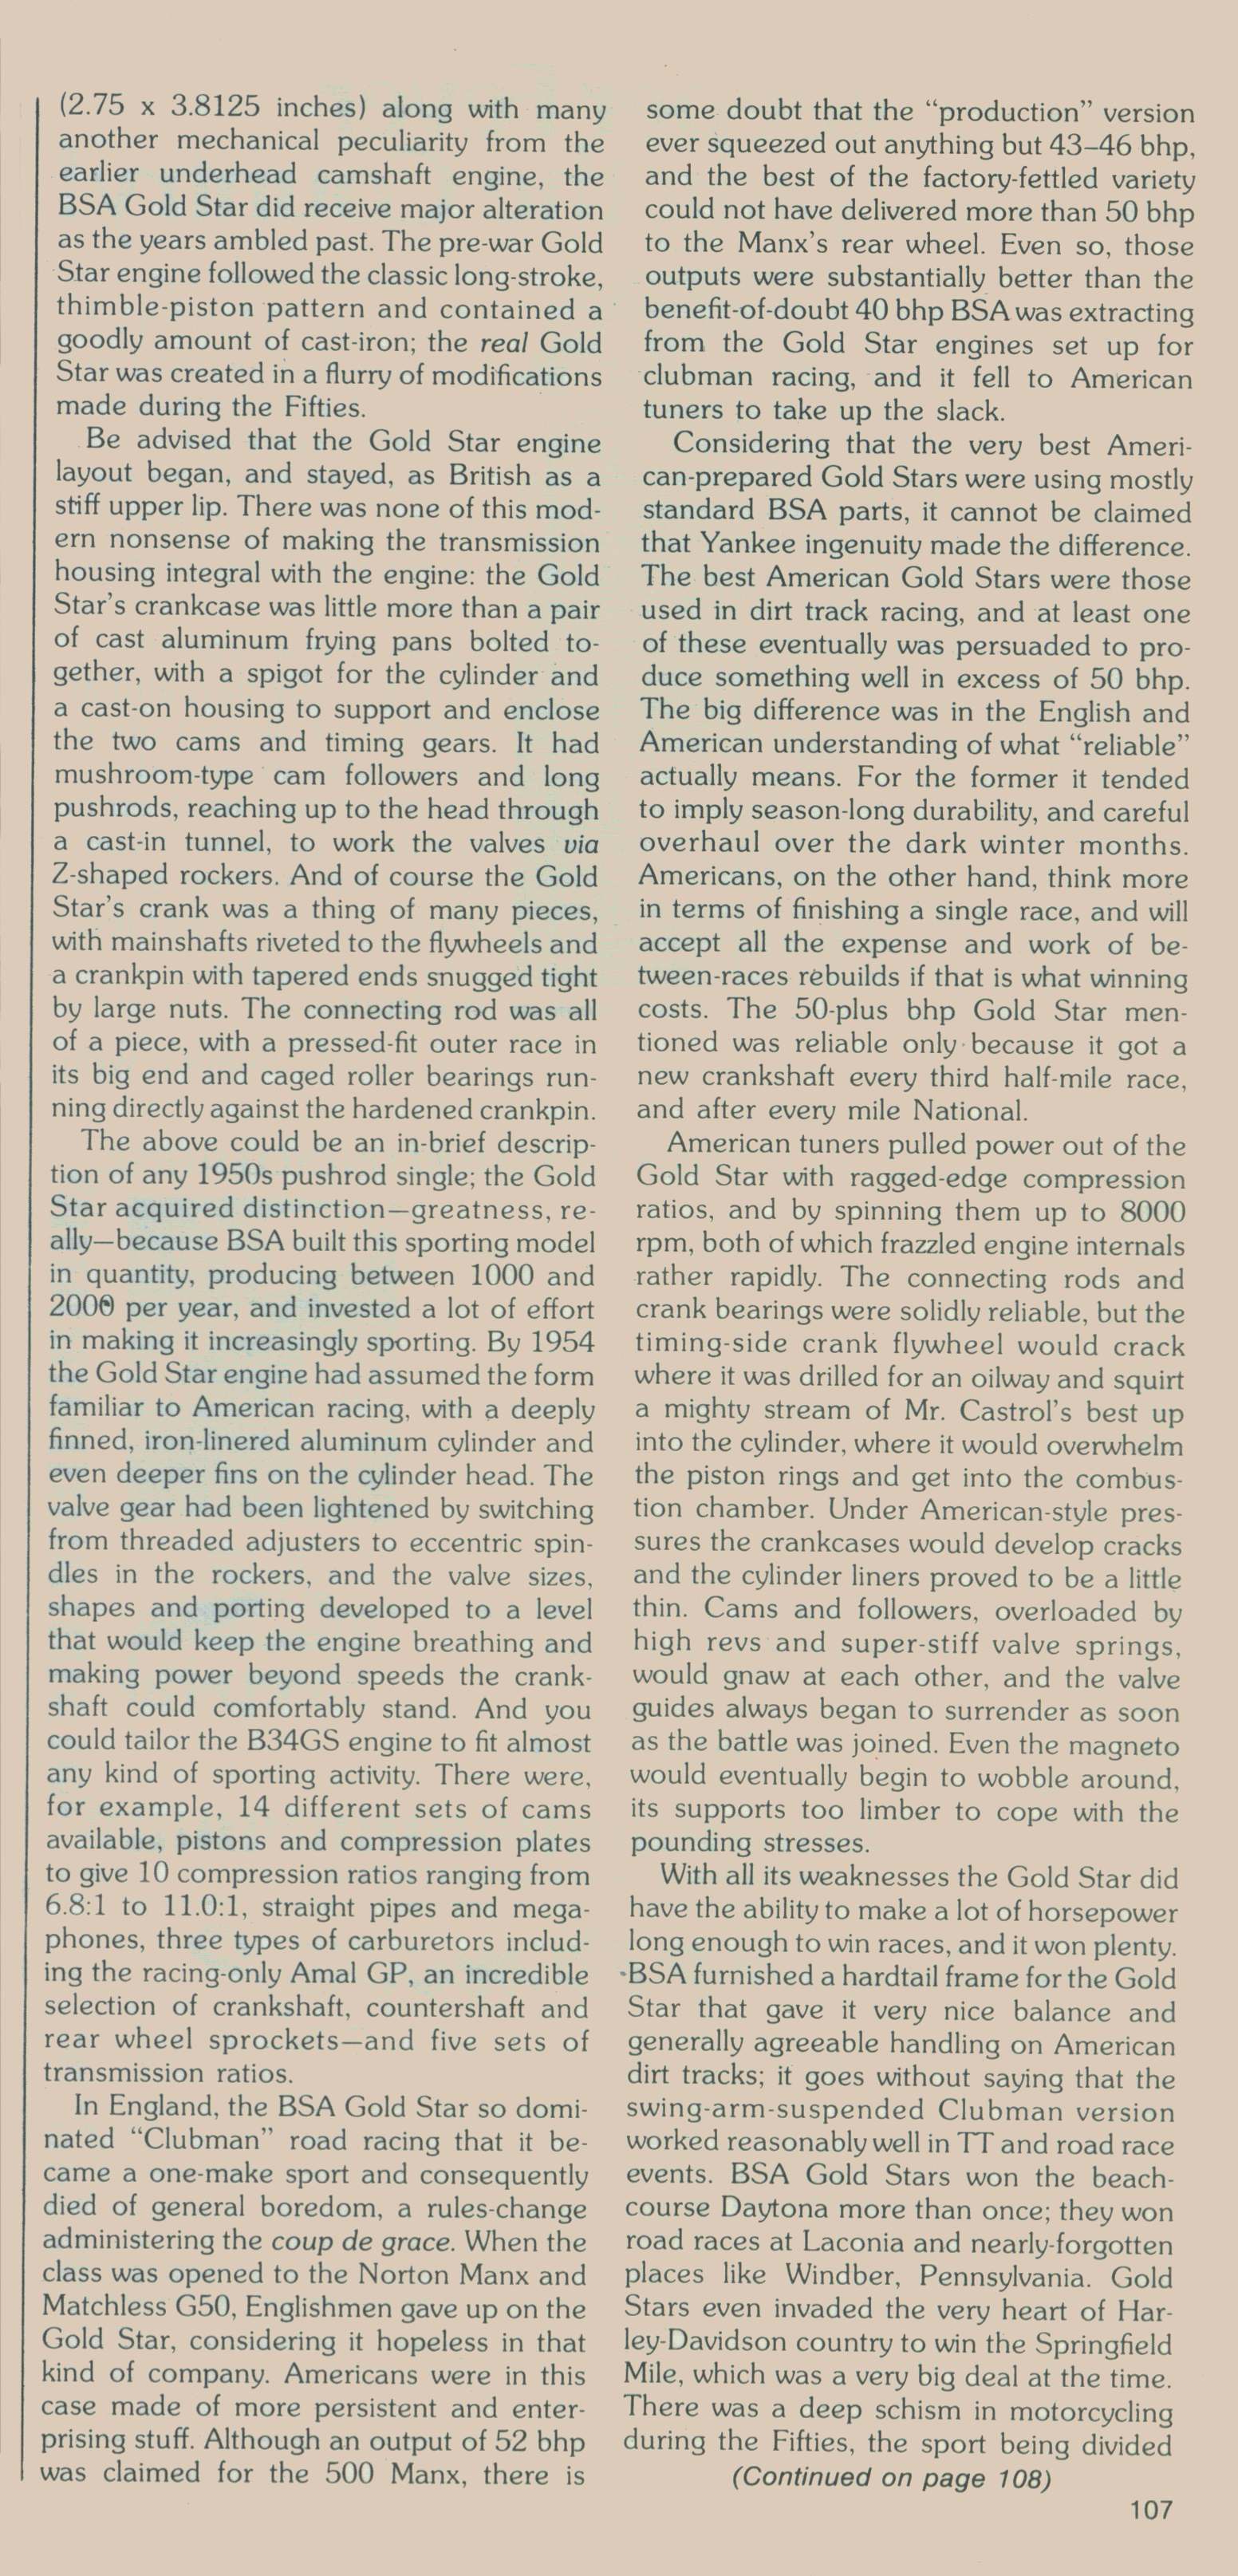 (2.75 x 3.8125 inches) along with many
another mechanical peculiarity from the
earlier underhead camshaft engine, the
BSA Gold Star did receive major alteration
as the years ambled past. The pre-war Gold
Star engine followed the classic long-stroke,
thimble-piston pattern and contained a
goodly amount of cast-iron; the real Gold
Star was created in a flurry of modifications
made during the Fifties.
Be advised that the Gold Star engine
layout began, and stayed, as British as a
stiff upper lip. There was none of this mod-
ern nonsense of making the transmission
housing integral with the engine: the Gold
Star's crankcase was little more than a pair
of cast aluminum frying pans bolted to-
gether, with a spigot for the cylinder and
a cast-on housing to support and enclose
the two cams and timing gears. It had
mushroom-type cam followers and long
pushrods, reaching up to the head through
a cast-in tunnel, to work the valves via
Z-shaped rockers. And of course the Gold
Star's crank was a thing of many pieces,
with mainshafts riveted to the flywheels and
a crankpin with tapered ends snugged tight
by large nuts. The connecting rod was all
of a piece, with a pressed-fit outer race in
its big end and caged roller bearings run-
ning directly against the hardened crankpin.
The above could be an in-brief descrip-
tion of any 1950s pushrod single; the Gold
Star acquired distinction—greatness, re-
ally—because BSA built this sporting model
in quantity, producing between 1000 and
2000 per year, and invested a lot of effort
in making it increasingly sporting. By 1954
the Gold Star engine had assumed the form
familiar to American racing, with a deeply
finned, iron-linered aluminum cylinder and
even deeper fins on the cylinder head. The
valve gear had been lightened by switching
from threaded adjusters to eccentric spin-
dles in the rockers, and the valve sizes,
shapes and porting developed to a level
that would keep the engine breathing and
making power beyond speeds the crank-
shaft could comfortably stand. And you
could tailor the B34GS engine to fit almost
any kind of sporting activity. There were,
for example, 14 different sets of cams
available, pistons and compression plates
to give 10 compression ratios ranging from
6.8:1 to 11.0:1, straight pipes and mega-
phones, three types of carburetors includ-
ing the racing-only Amal GP, an incredible
selection of crankshaft, countershaft and
rear wheel sprockets—and five sets of
transmission ratios.
In England, the BSA Gold Star so domi-
nated “Clubman” road racing that it be-
came a one-make sport and consequently
died of general boredom, a rules-change
administering the coup de grace. When the
class was opened to the Norton Manx and
Matchless G50, Englishmen gave up on the
Gold Star, considering it hopeless in that
kind of company. Americans were in this
case made of more persistent and enter-
prising stuff. Although an output of 52 bhp
was claimed for the 500 Manx, there is
some doubt that the “production” version
ever squeezed out anything but 43–46 bhp,
and the best of the factory-fettled variety
could not have delivered more than 50 bhp
to the Manx's rear wheel. Even so, those
outputs were substantially better than the
benefit-of-doubt 40 bhp BSA was extracting
from the Gold Star engines set up for
clubman racing, and it fell to American
tuners to take up the slack.
Considering that the very best Ameri-
can-prepared Gold Stars were using mostly
standard BSA parts, it cannot be claimed
that Yankee ingenuity made the difference.
The best American Gold Stars were those
used in dirt track racing, and at least one
of these eventually was persuaded to pro-
duce something well in excess of 50 bhp.
The big difference was in the English and
American understanding of what “reliable”
actually means. For the former it tended
to imply season-long durability, and careful
overhaul over the dark winter months.
Americans, on the other hand, think more
in terms of finishing a single race, and will
accept all the expense and work of be-
tween-races rebuilds if that is what winning
costs. The 50-plus bhp Gold Star men-
tioned was reliable only because it got a
new crankshaft every third half-mile race,
and after every mile National.
American tuners pulled power out of the
Gold Star with ragged-edge compression
ratios, and by spinning them up to 8000
rpm, both of which frazzled engine internals
rather rapidly. The connecting rods and
crank bearings were solidly reliable, but the
timing-side crank flywheel would crack
where it was drilled for an oilway and squirt
a mighty stream of Mr. Castrol's best up
into the cylinder, where it would overwhelm
the piston rings and get into the combus-
tion chamber. Under American-style pres-
sures the crankcases would develop cracks
and the cylinder liners proved to be a little
thin. Cams and followers, overloaded by
high revs and super-stiff valve springs,
would gnaw at each other, and the valve
guides always began to surrender as soon
as the battle was joined. Even the magneto
would eventually begin to wobble around,
its supports too limber to cope with the
pounding stresses.
With all its weaknesses the Gold Star did
have the ability to make a lot of horsepower
long enough to win races, and it won plenty.
BSA furnished a hardtail frame for the Gold
Star that gave it very nice balance and
generally agreeable handling on American
dirt tracks; it goes without saying that the
swing-arm-suspended Clubman version
worked reasonably well in TT and road race
events. BSA Gold Stars won the beach-
course Daytona more than once; they won
road races at Laconia and nearly-forgotten
places like Windber, Pennsylvania. Gold
Stars even invaded the very heart of Har-
ley-Davidson country to win the Springfield
Mile, which was a very big deal at the time.
There was a deep schism in motorcycling
during the Fifties, the sport being divided
(Continued on page 108)
107